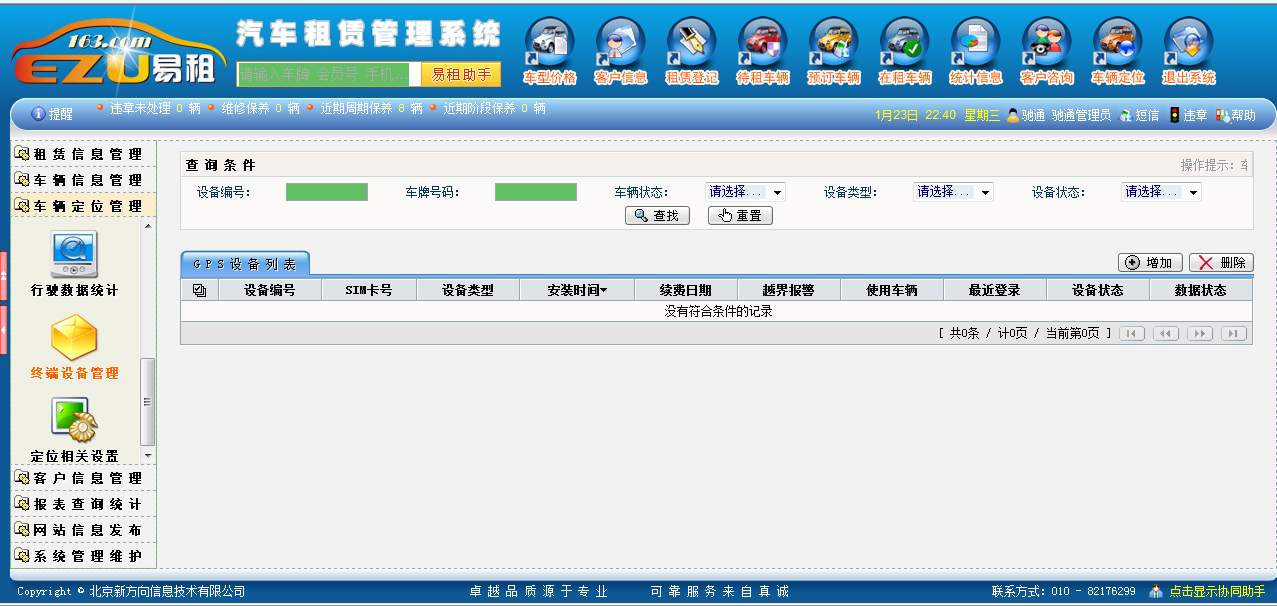 163.com
EZU易租
汽车租赁管理系统
请输入车牌 会员号 手机... 易租助手
车型价格 客户信息 租赁登记 待租车辆 预订车辆 在租车辆 统计信息 客户咨询 车辆定位 退出系统
提醒 违章未处理 0 辆 维修保养 0 辆 近期周期保养 8 辆 近期阶段保养 0 辆
1月23日 22:40 星期三 驰通 驰通管理员 短信 违章 帮助
租赁信息管理
车辆信息管理
车辆定位管理
行驶数据统计
终端设备管理
定位相关设置
客户信息管理
报表查询统计
网站信息发布
系统管理维护
查询条件 操作提示：
设备编号： 车牌号码： 车辆状态： 请选择... 设备类型： 请选择... 设备状态： 请选择...
查找 重置
GPS设备列表
增加 删除
设备编号 SIM卡号 设备类型 安装时间 续费日期 越界报警 使用车辆 最近登录 设备状态 数据状态
没有符合条件的记录
[ 共0条 / 计0页 / 当前第0页 ]
Copyright © 北京新方向信息技术有限公司 卓越品质源于专业 可靠服务来自真诚 联系方式：010 - 82176299 点击显示协同助手